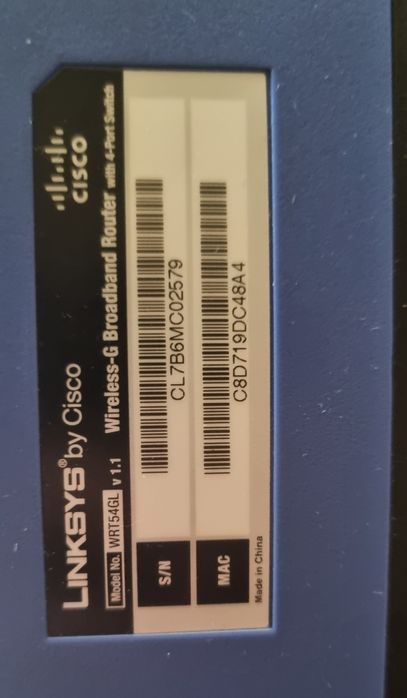 LINKSYS® by Cisco
CISCO
Model No. WRT54GL v 1.1 Wireless-G Broadband Router with 4-Port Switch
S/N CL7B6MC02579
MAC C8D719DC48A4
Made in China